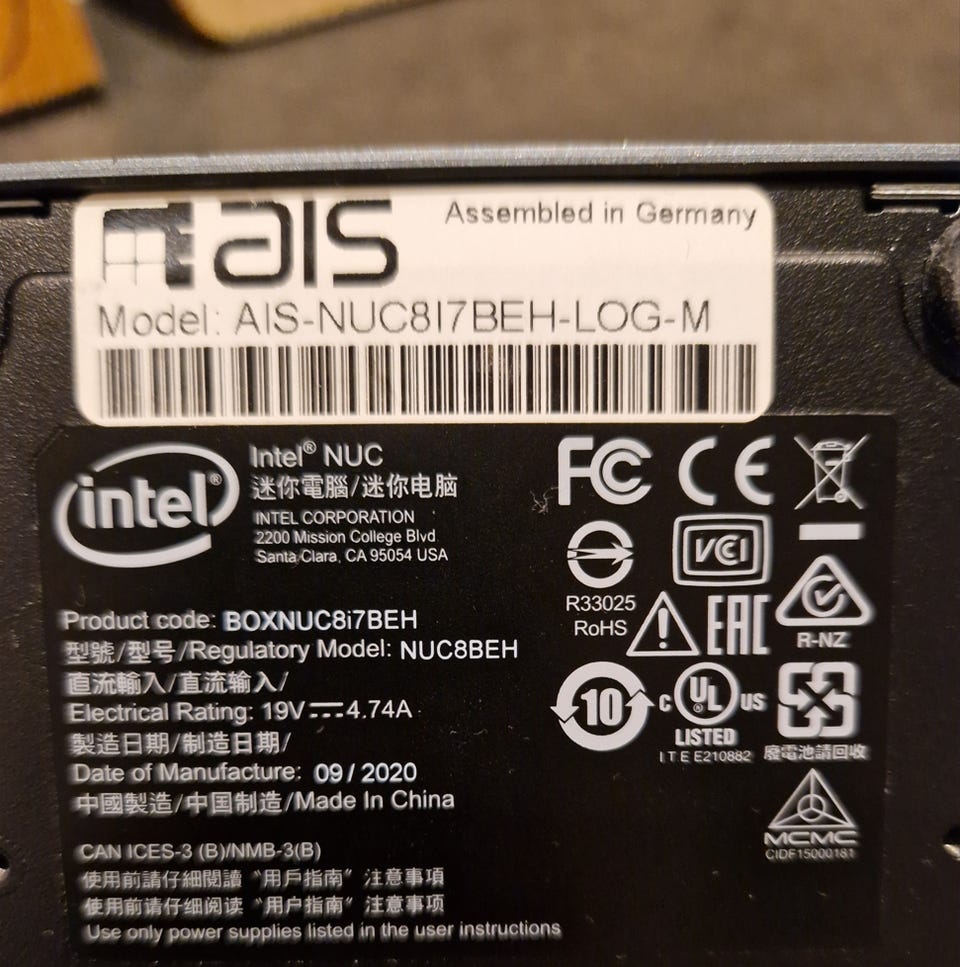 ais
Assembled in Germany
Model: AIS-NUC8I7BEH-LOG-M
intel®
Intel® NUC
迷你電腦/迷你电脑
INTEL CORPORATION
2200 Mission College Blvd
Santa Clara, CA 95054 USA
Product code: BOXNUC8i7BEH
型號/型号/Regulatory Model: NUC8BEH
直流輸入/直流输入/
Electrical Rating: 19V⎓4.74A
製造日期/制造日期/
Date of Manufacture: 09/2020
中國製造/中国制造/Made In China
CAN ICES-3 (B)/NMB-3(B)
使用前請仔細閱讀 "用戶指南" 注意事項
使用前请仔细阅读 "用户指南" 注意事项
Use only power supplies listed in the user instructions
FC CE
VCI
R33025
RoHS
EAC
R-NZ
10
C UL® US
LISTED
I T E E210882
廢電池請回收
MCMC
CIDF15000181